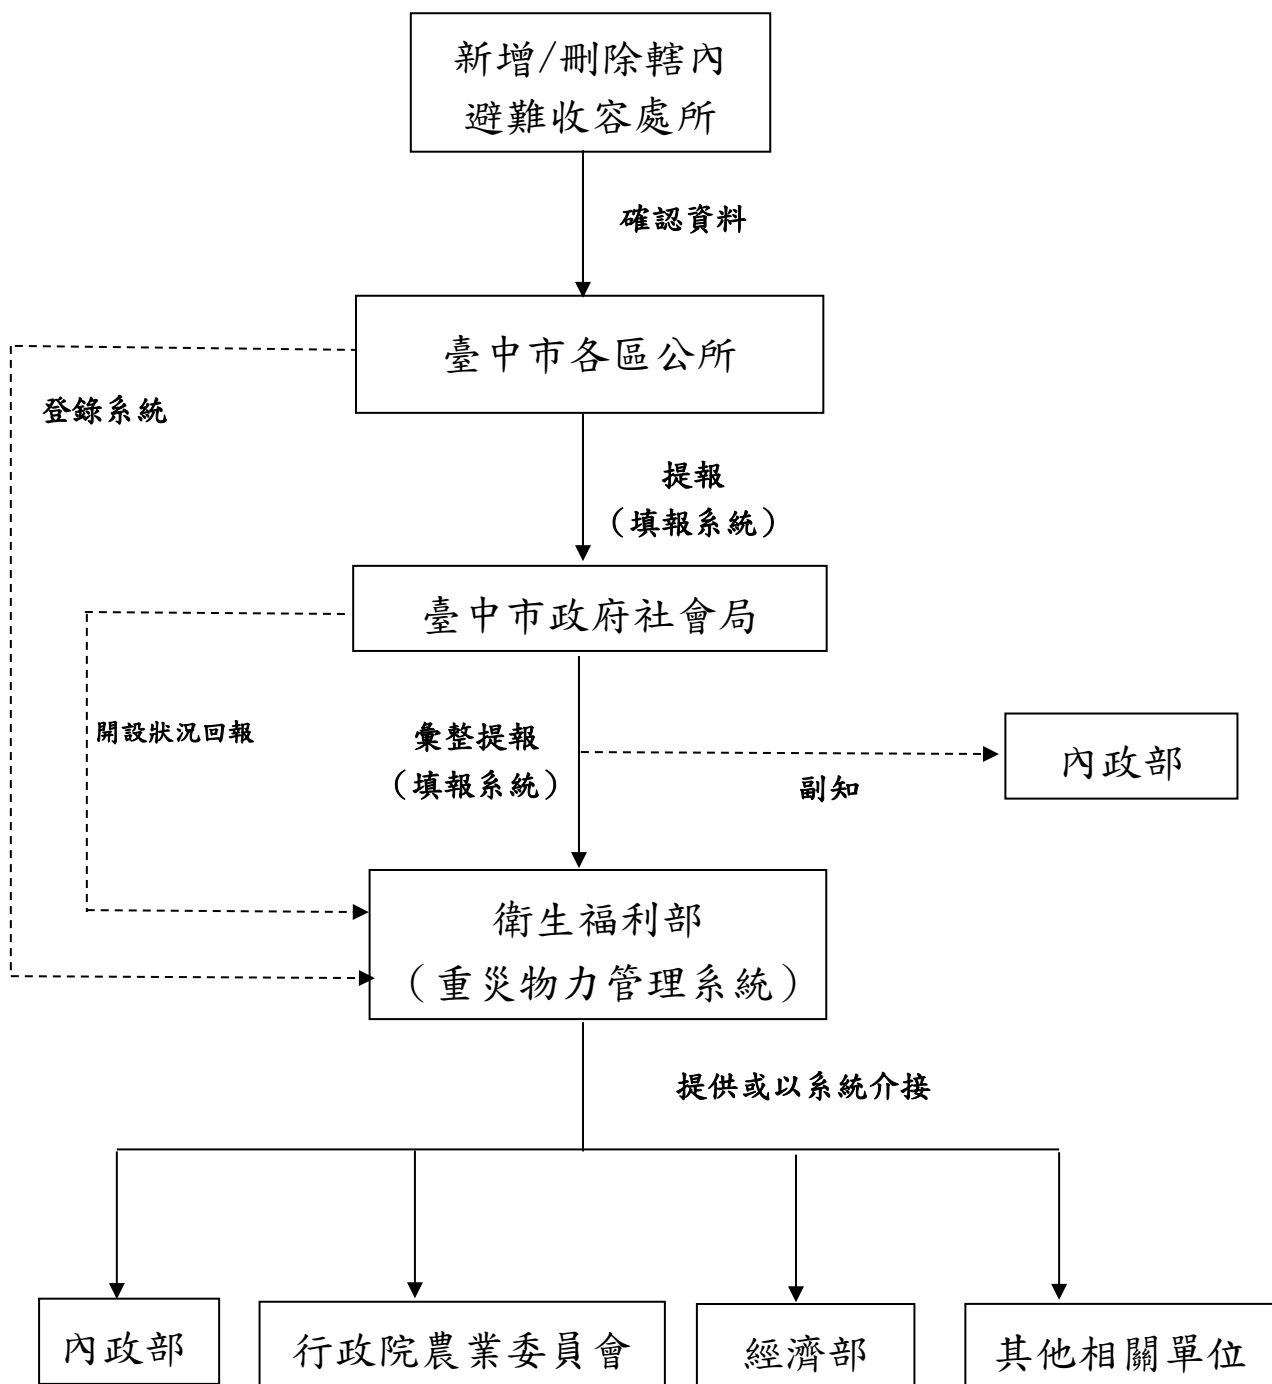 新增/刪除轄內
避難收容處所
確認資料
臺中市各區公所
登錄系統
提報
（填報系統）
臺中市政府社會局
開設狀況回報
彙整提報
（填報系統）
副知
內政部
衛生福利部
（重災物力管理系統）
提供或以系統介接
內政部
行政院農業委員會
經濟部
其他相關單位